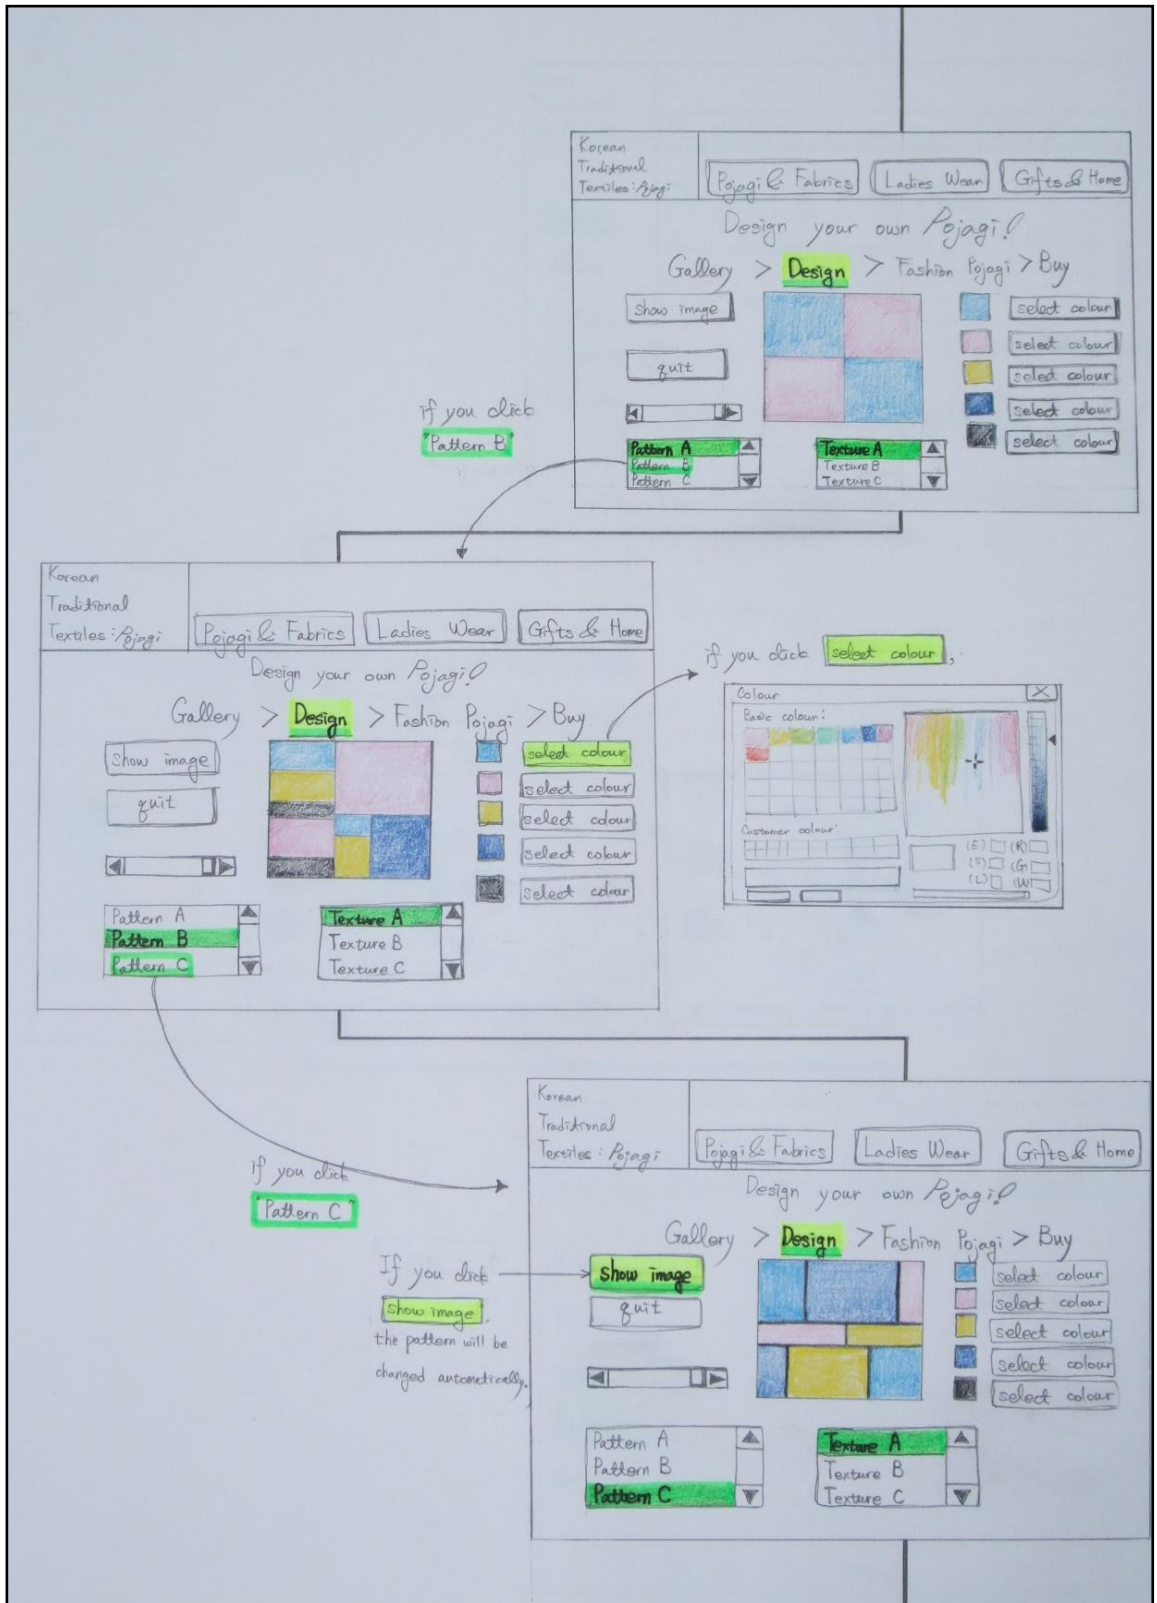 Korean
Traditional
Textiles : Pojagi
Pojagi & Fabrics
Ladies Wear
Gifts & Home
Design your own Pojagi!
Gallery > Design > Fashion Pojagi > Buy
show image
quit
select colour
select colour
select colour
select colour
select colour
Pattern A
Pattern B
Pattern C
Texture A
Texture B
Texture C
if you click
"Pattern B"
Korean
Traditional
Textiles : Pojagi
Pojagi & Fabrics
Ladies Wear
Gifts & Home
Design your own Pojagi!
Gallery > Design > Fashion Pojagi > Buy
show image
quit
select colour
select colour
select colour
select colour
select colour
Pattern A
Pattern B
Pattern C
Texture A
Texture B
Texture C
if you click select colour,
Colour
Basic colour:
Customer colour:
(E) (R)
(S) (G)
(L) (W)
if you click
"Pattern C"
Korean
Traditional
Textiles : Pojagi
Pojagi & Fabrics
Ladies Wear
Gifts & Home
Design your own Pojagi!
Gallery > Design > Fashion Pojagi > Buy
If you click
show image,
the pattern will be
changed automatically.
show image
quit
select colour
select colour
select colour
select colour
select colour
Pattern A
Pattern B
Pattern C
Texture A
Texture B
Texture C